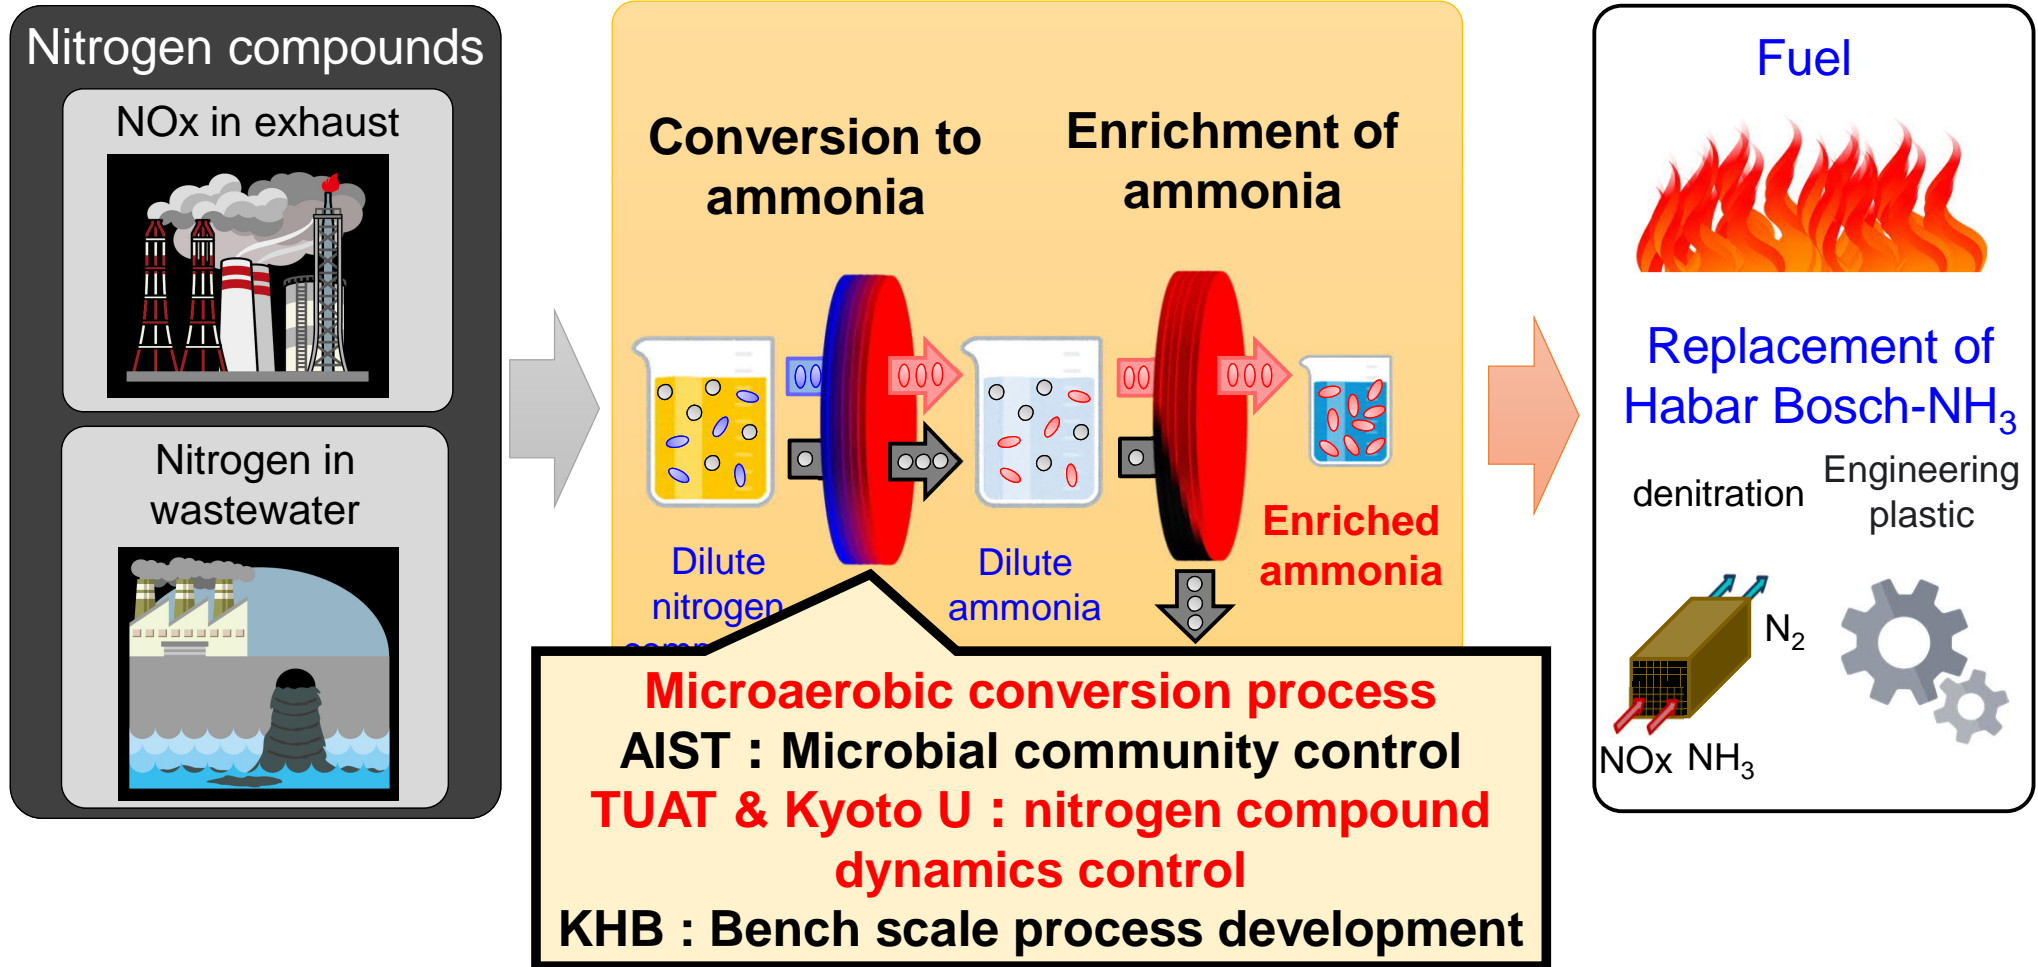 Nitrogen compounds
NOx in exhaust
Nitrogen in
wastewater
Conversion to
ammonia
Enrichment of
ammonia
Dilute
nitrogen
Dilute
ammonia
Enriched
ammonia
Microaerobic conversion process
AIST : Microbial community control
TUAT & Kyoto U : nitrogen compound
dynamics control
KHB : Bench scale process development
Fuel
Replacement of
Habar Bosch-NH₃
denitration
Engineering
plastic
N₂
NOx NH₃